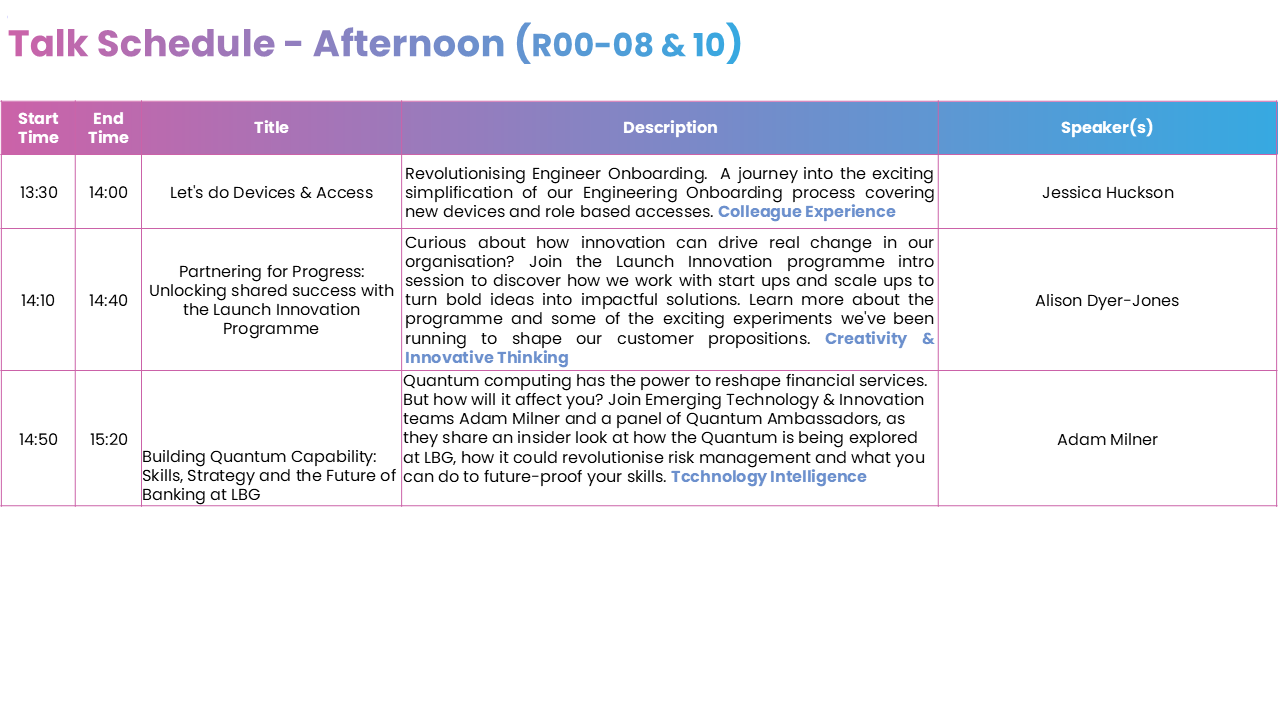 Talk Schedule - Afternoon (R00-08 & 10)
Start Time
End Time
Title
Description
Speaker(s)
13:30
14:00
Let's do Devices & Access
Revolutionising Engineer Onboarding. A journey into the exciting
simplification of our Engineering Onboarding process covering
new devices and role based accesses. Colleague Experience
Jessica Huckson
14:10
14:40
Partnering for Progress:
Unlocking shared success with
the Launch Innovation
Programme
Curious about how innovation can drive real change in our
organisation? Join the Launch Innovation programme intro
session to discover how we work with start ups and scale ups to
turn bold ideas into impactful solutions. Learn more about the
programme and some of the exciting experiments we've been
running to shape our customer propositions. Creativity &
Innovative Thinking
Alison Dyer-Jones
14:50
15:20
Building Quantum Capability:
Skills, Strategy and the Future of
Banking at LBG
Quantum computing has the power to reshape financial services.
But how will it affect you? Join Emerging Technology & Innovation
teams Adam Milner and a panel of Quantum Ambassadors, as
they share an insider look at how the Quantum is being explored
at LBG, how it could revolutionise risk management and what you
can do to future-proof your skills. Tcchnology Intelligence
Adam Milner